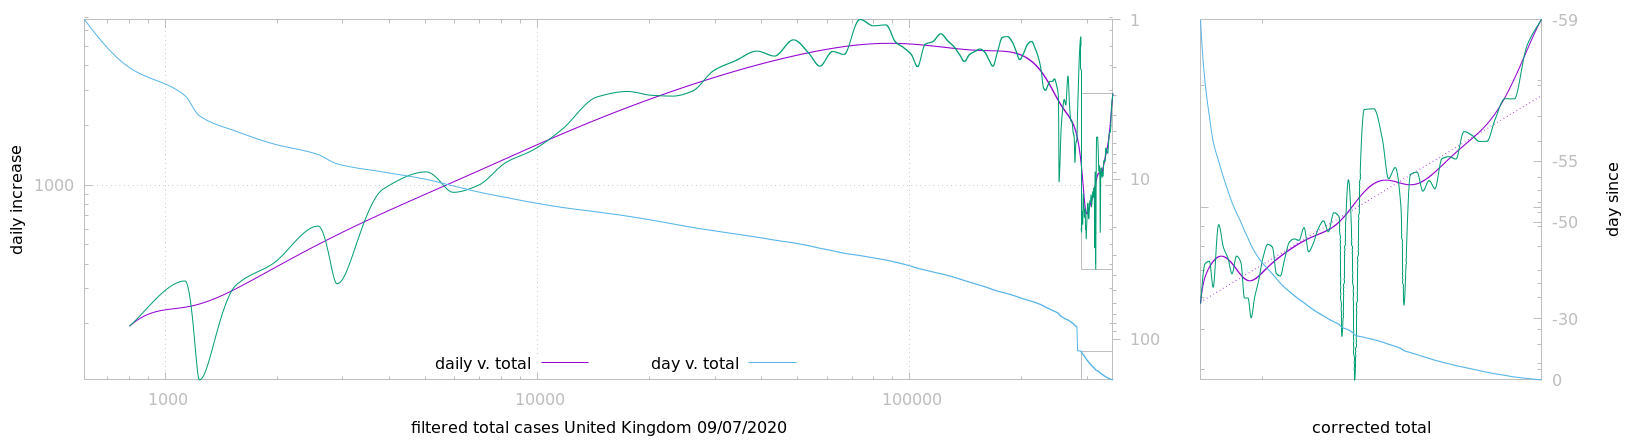 daily increase
1000
1000
10000
100000
1
10
100
daily v. total
day v. total
filtered total cases United Kingdom 09/07/2020
-59
-55
-50
-30
0
day since
corrected total